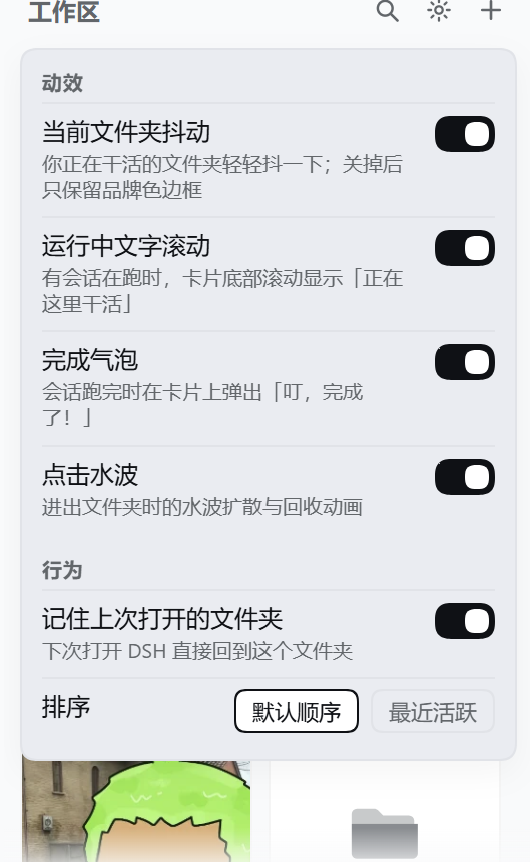 工作区
动效
当前文件夹抖动
你正在干活的文件夹轻轻抖一下；关掉后
只保留品牌色边框
运行中文字滚动
有会话在跑时，卡片底部滚动显示「正在
这里干活」
完成气泡
会话跑完时在卡片上弹出「叮，完成
了！」
点击水波
进出文件夹时的水波扩散与回收动画
行为
记住上次打开的文件夹
下次打开 DSH 直接回到这个文件夹
排序 默认顺序 最近活跃